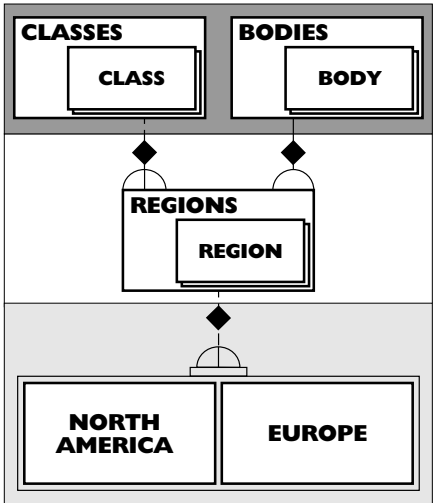 CLASSES
CLASS
BODIES
BODY
REGIONS
REGION
NORTH
AMERICA
EUROPE